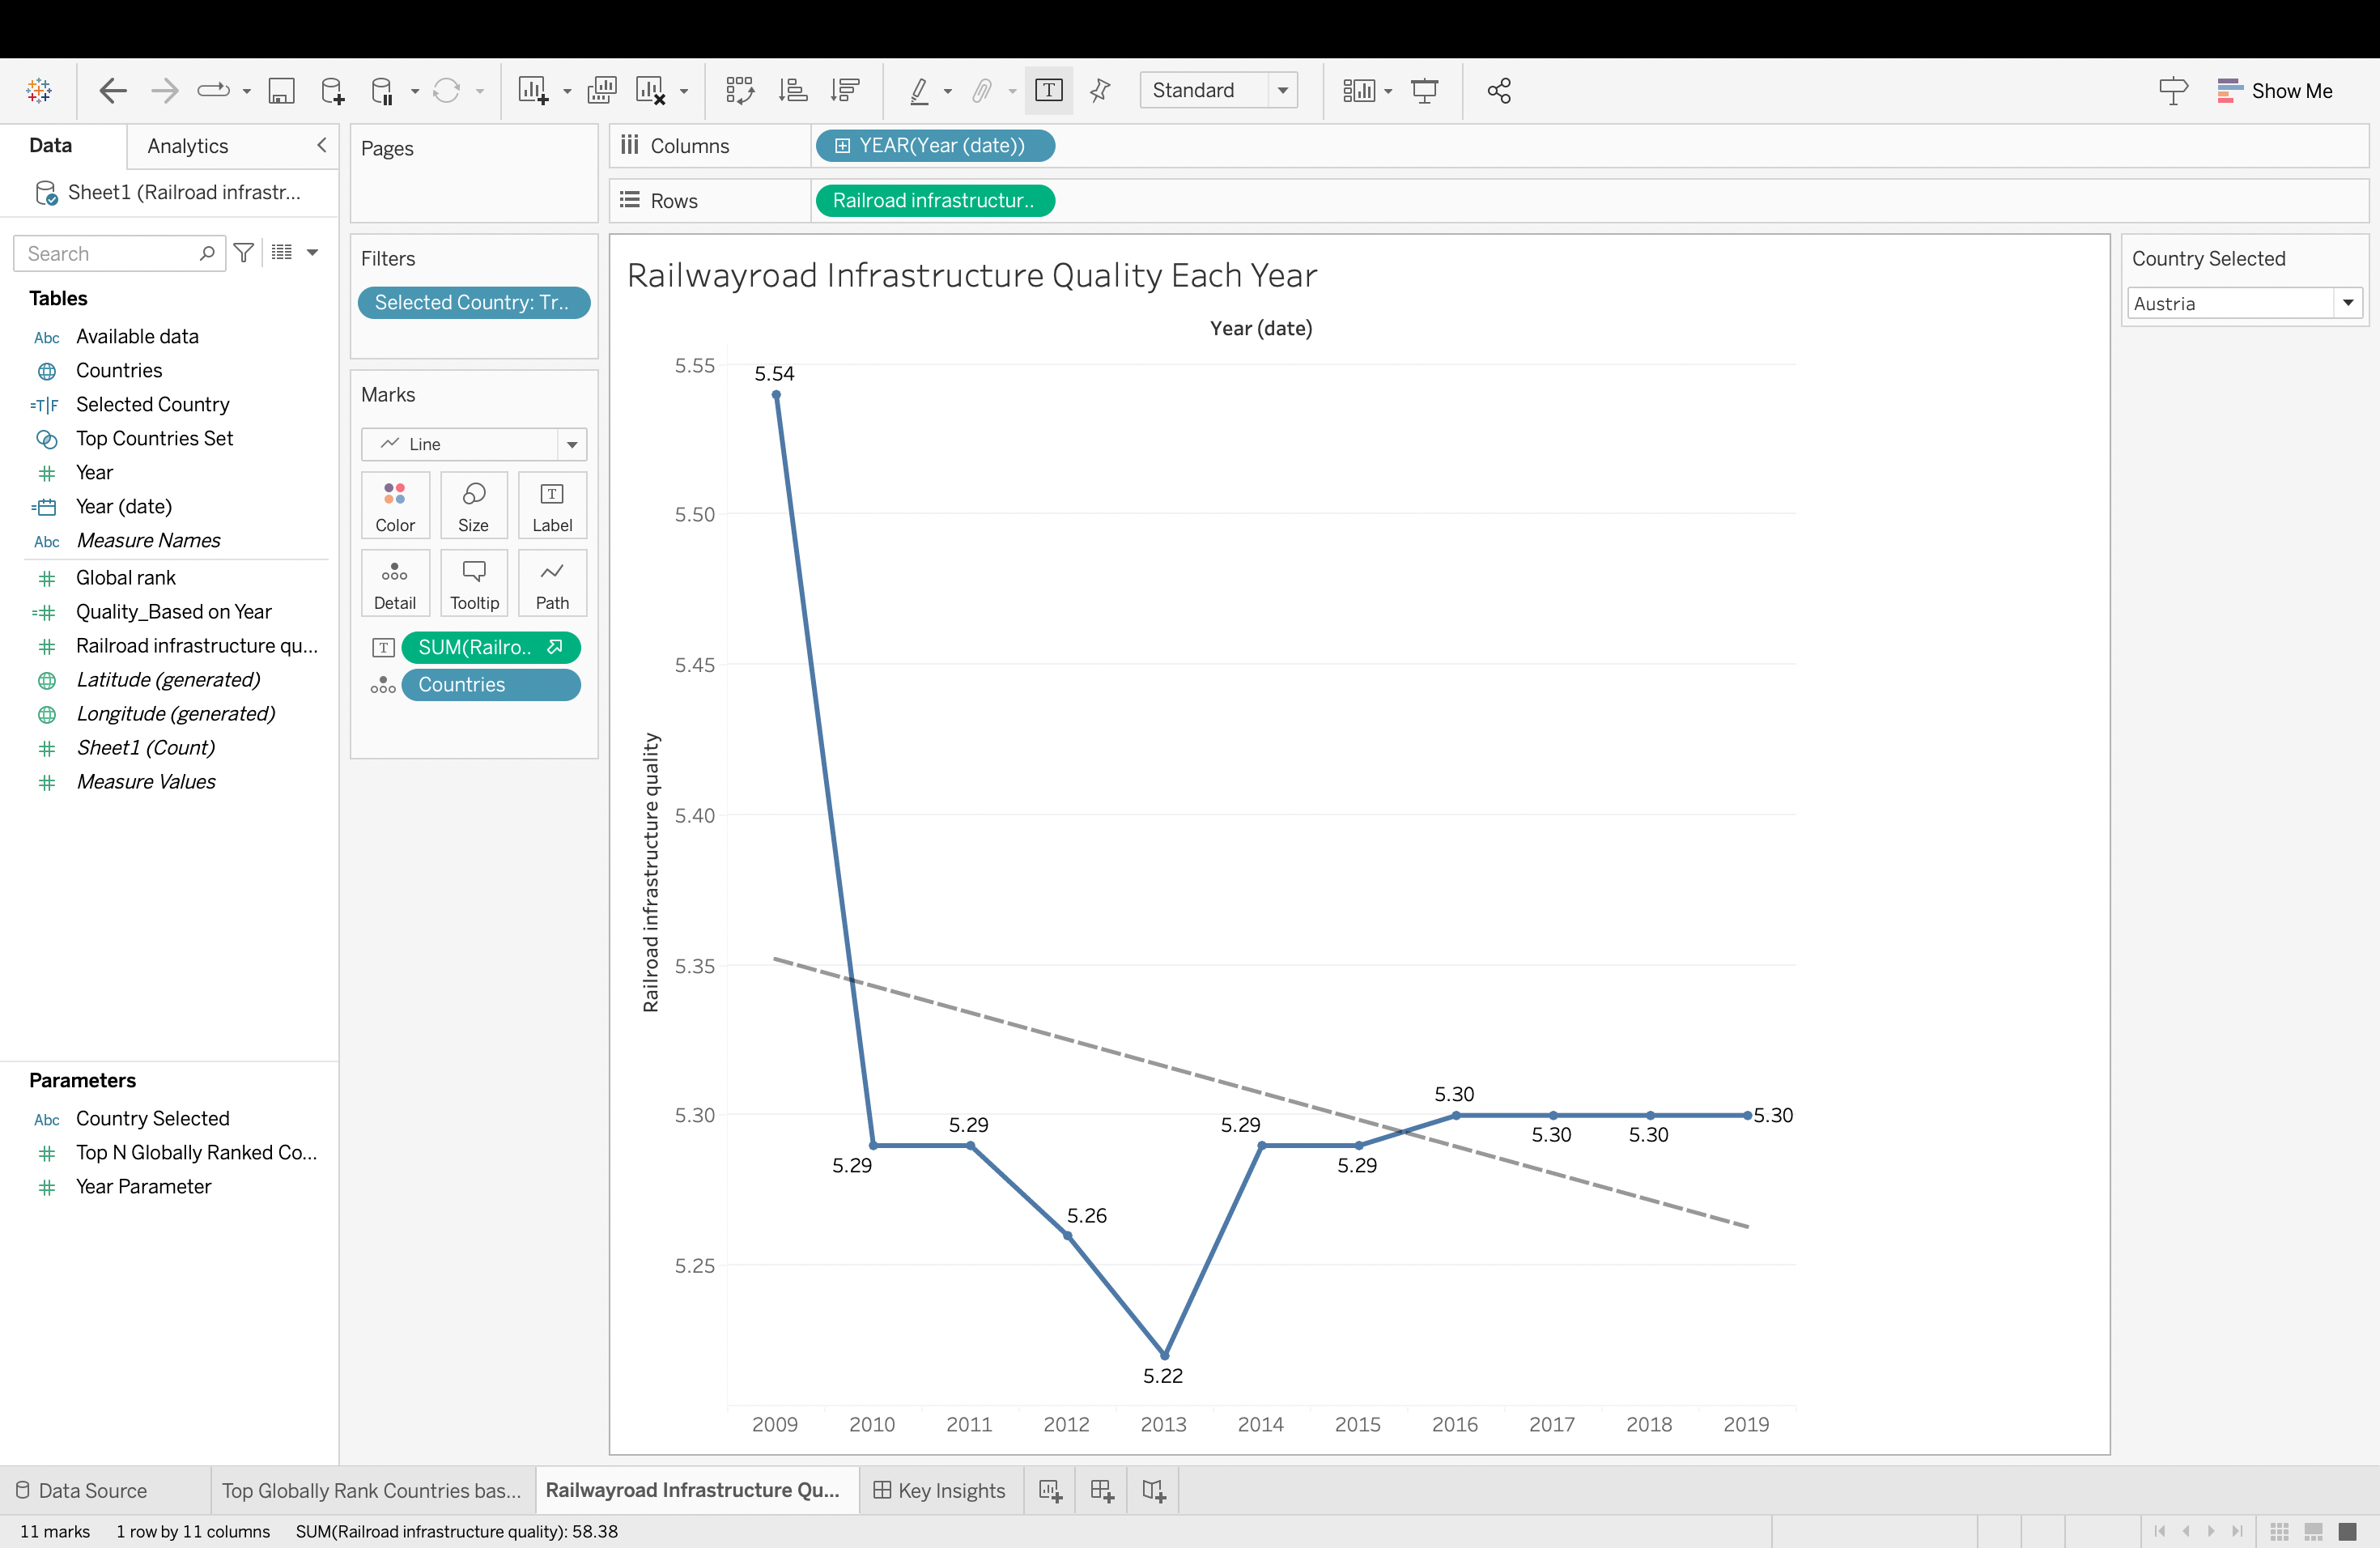 Standard
Show Me
Data
Analytics
Sheet1 (Railroad infrastr...
Search
Tables
Abc Available data
Countries
=T|F Selected Country
Top Countries Set
# Year
Year (date)
Abc Measure Names
# Global rank
=# Quality_Based on Year
# Railroad infrastructure qu...
Latitude (generated)
Longitude (generated)
# Sheet1 (Count)
# Measure Values
Parameters
Abc Country Selected
# Top N Globally Ranked Co...
# Year Parameter
Pages
Filters
Selected Country: Tr..
Marks
Line
Color
Size
T
Label
Detail
Tooltip
Path
T SUM(Railro..
Countries
Columns
YEAR(Year (date))
Rows
Railroad infrastructur..
Railwayroad Infrastructure Quality Each Year
Year (date)
Railroad infrastructure quality
5.55
5.50
5.45
5.40
5.35
5.30
5.25
5.54
5.29
5.29
5.26
5.22
5.29
5.29
5.30
5.30
5.30
5.30
2009
2010
2011
2012
2013
2014
2015
2016
2017
2018
2019
Country Selected
Austria
Data Source
Top Globally Rank Countries bas...
Railwayroad Infrastructure Qu...
Key Insights
11 marks
1 row by 11 columns
SUM(Railroad infrastructure quality): 58.38